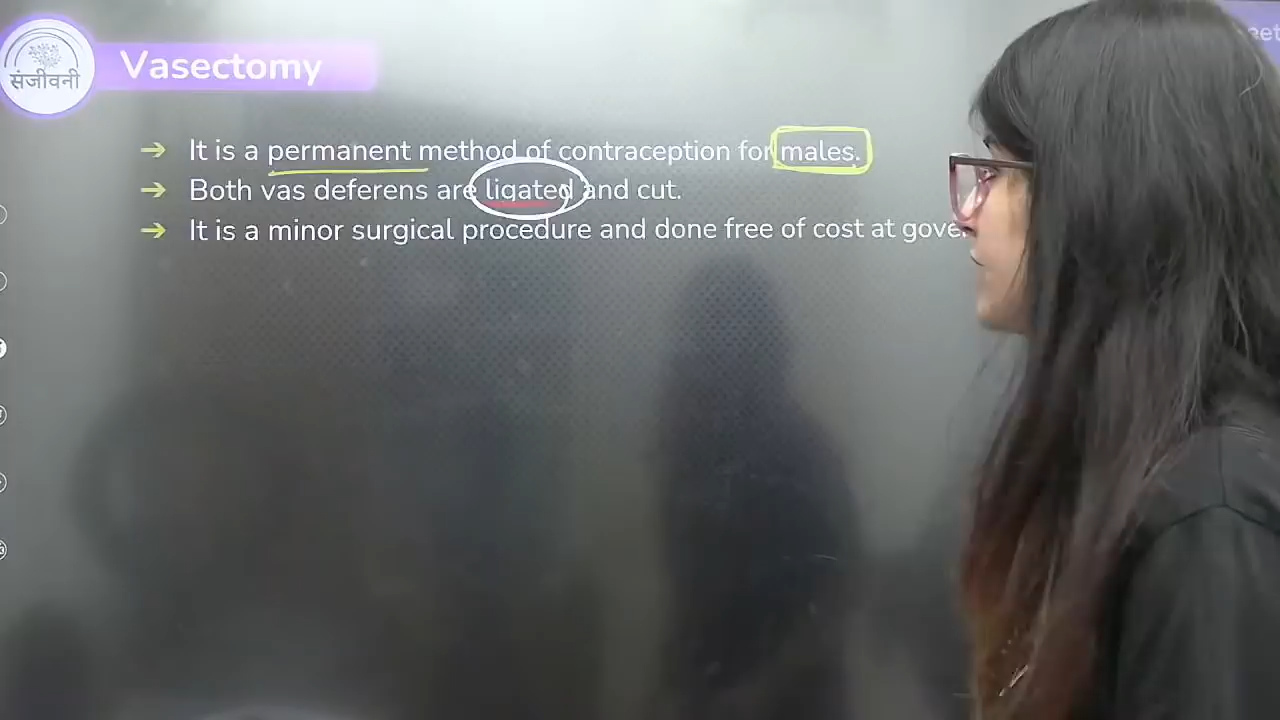 संजीवनी
Vasectomy
➔ It is a permanent method of contraception for males.
➔ Both vas deferens are ligated and cut.
➔ It is a minor surgical procedure and done free of cost at